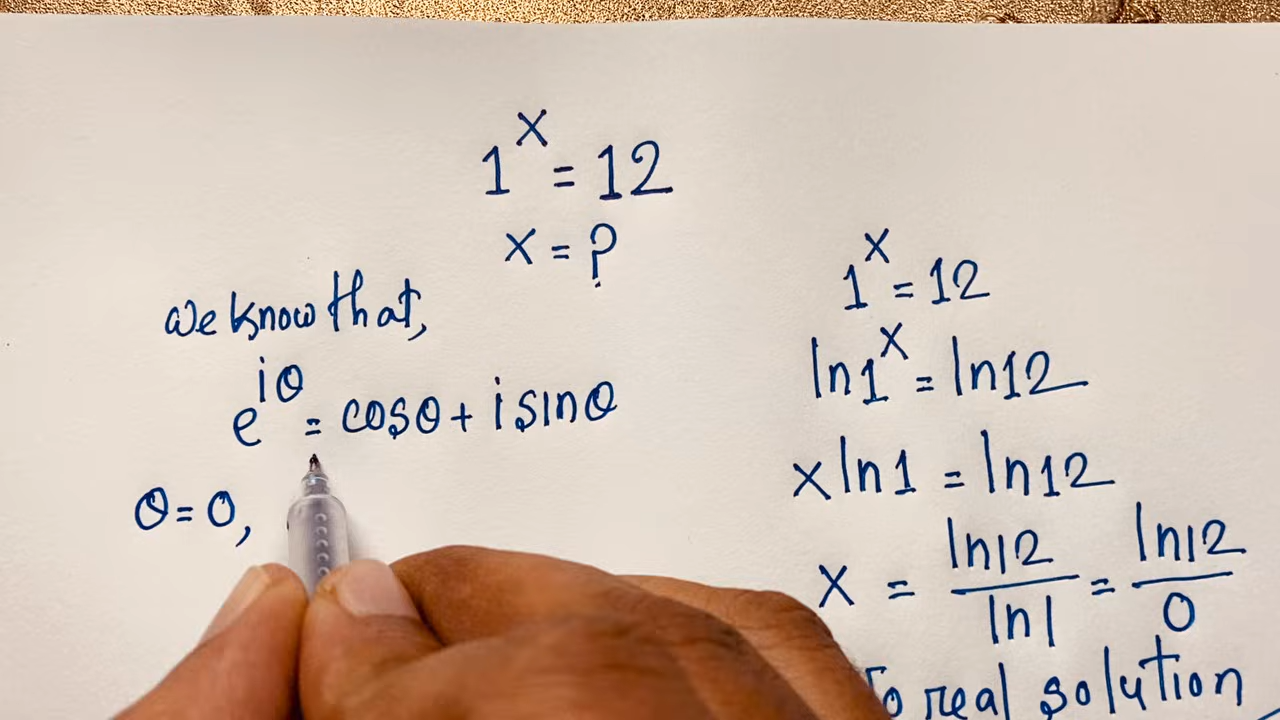 1^x = 12
x = ?
we know that,
e^iθ = cosθ + i sinθ
θ = 0,
1^x = 12
ln1^x = ln12
x ln1 = ln12
x = ln12/ln1 = ln12/0
real solution